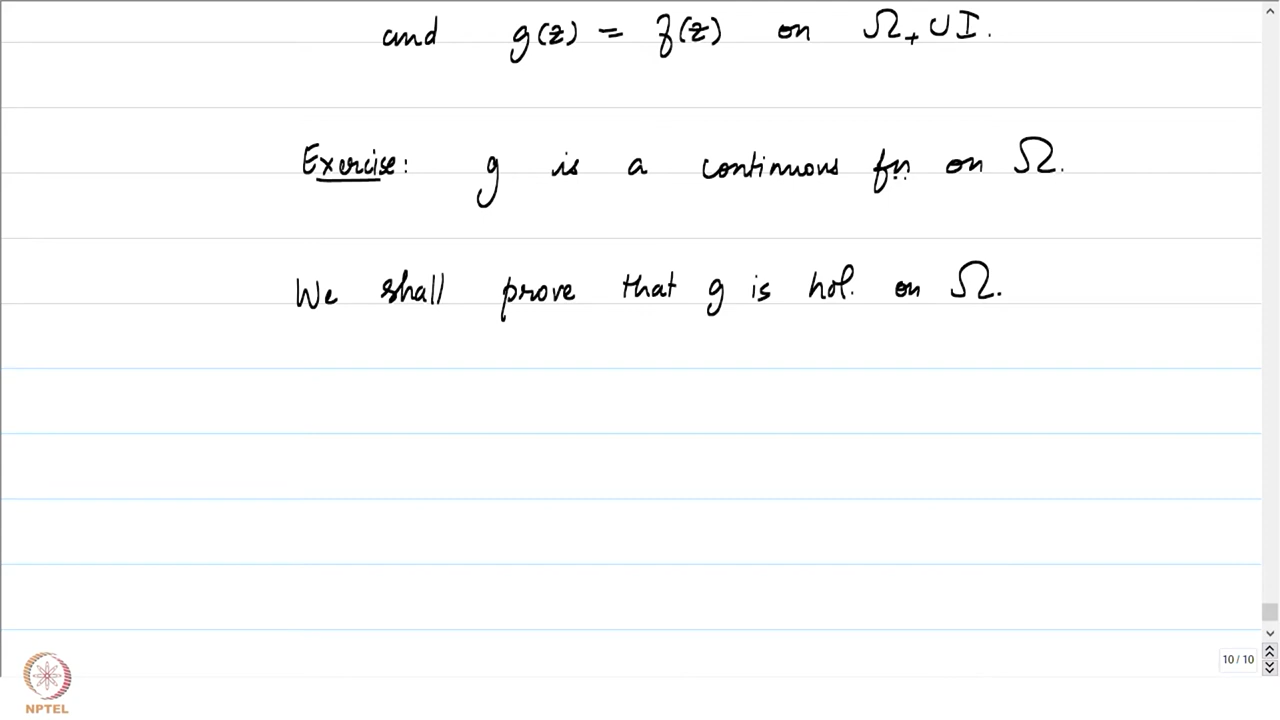 and g(z) = f(z) on Ω₊ ∪ I.
Exercise: g is a continuous fn. on Ω.
We shall prove that g is hol. on Ω.
10 / 10
NPTEL